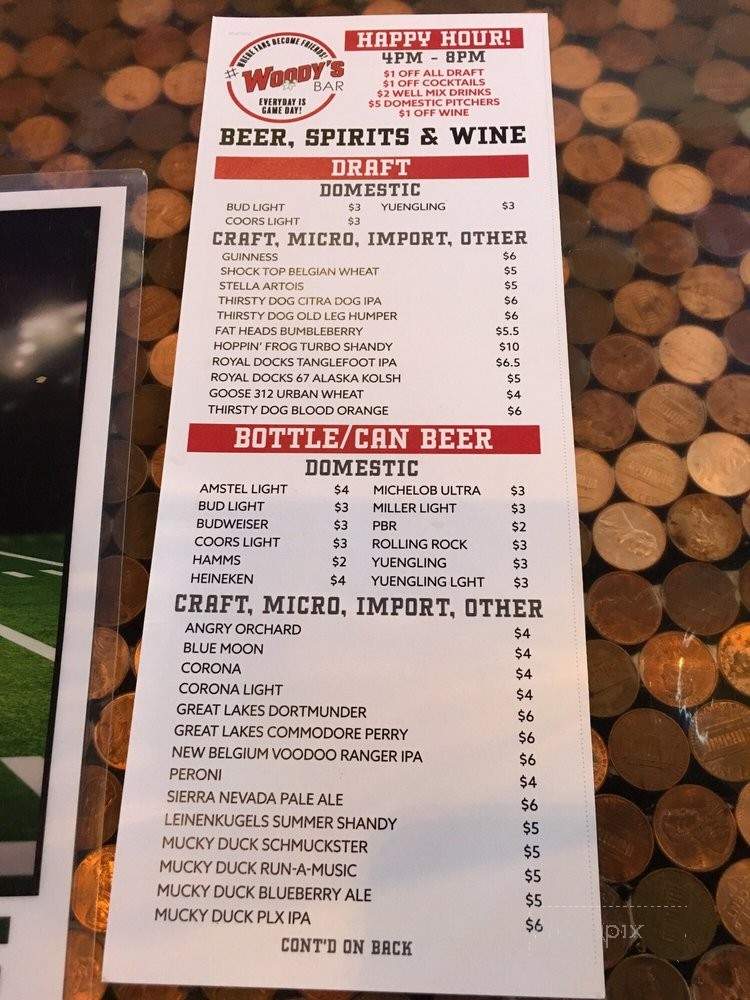 #WHERE FANS BECOME FRIENDS!
WOODY'S
BAR
EVERYDAY IS
GAME DAY!
HAPPY HOUR!
4PM - 8PM
$1 OFF ALL DRAFT
$1 OFF COCKTAILS
$2 WELL MIX DRINKS
$5 DOMESTIC PITCHERS
$1 OFF WINE
BEER, SPIRITS & WINE
DRAFT
DOMESTIC
BUD LIGHT $3 YUENGLING $3
COORS LIGHT $3
CRAFT, MICRO, IMPORT, OTHER
GUINNESS $6
SHOCK TOP BELGIAN WHEAT $5
STELLA ARTOIS $5
THIRSTY DOG CITRA DOG IPA $6
THIRSTY DOG OLD LEG HUMPER $6
FAT HEADS BUMBLEBERRY $5.5
HOPPIN' FROG TURBO SHANDY $10
ROYAL DOCKS TANGLEFOOT IPA $6.5
ROYAL DOCKS 67 ALASKA KOLSH $5
GOOSE 312 URBAN WHEAT $4
THIRSTY DOG BLOOD ORANGE $6
BOTTLE/CAN BEER
DOMESTIC
AMSTEL LIGHT $4 MICHELOB ULTRA $3
BUD LIGHT $3 MILLER LIGHT $3
BUDWEISER $3 PBR $2
COORS LIGHT $3 ROLLING ROCK $3
HAMMS $2 YUENGLING $3
HEINEKEN $4 YUENGLING LGHT $3
CRAFT, MICRO, IMPORT, OTHER
ANGRY ORCHARD $4
BLUE MOON $4
CORONA $4
CORONA LIGHT $4
GREAT LAKES DORTMUNDER $6
GREAT LAKES COMMODORE PERRY $6
NEW BELGIUM VOODOO RANGER IPA $6
PERONI $4
SIERRA NEVADA PALE ALE $6
LEINENKUGELS SUMMER SHANDY $5
MUCKY DUCK SCHMUCKSTER $5
MUCKY DUCK RUN-A-MUSIC $5
MUCKY DUCK BLUEBERRY ALE $5
MUCKY DUCK PLX IPA $6
CONT'D ON BACK